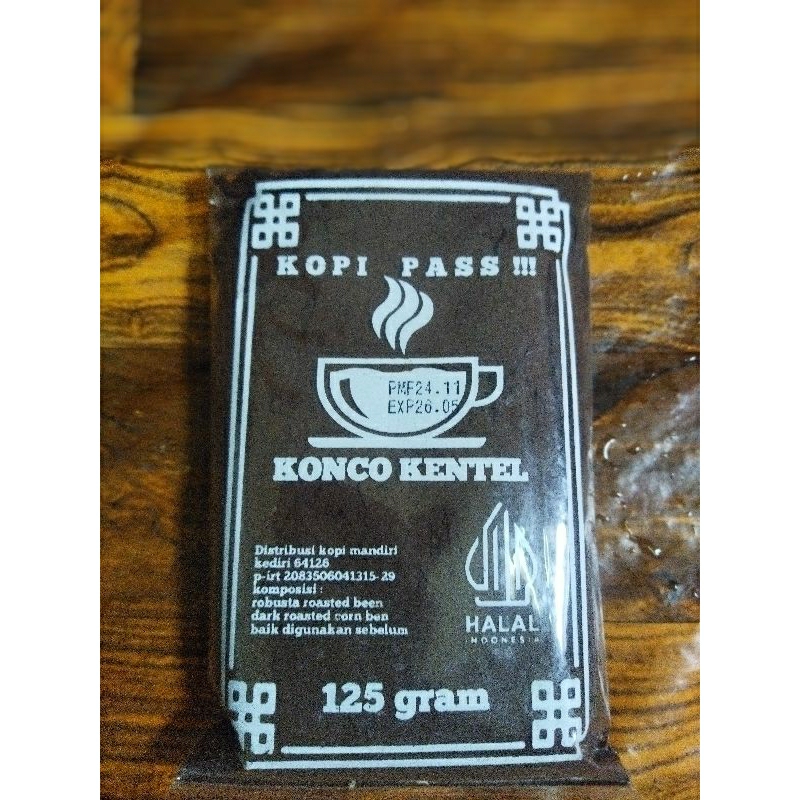 KOPI PASS !!!
PMF24.11
EXP26.05
KONCO KENTEL
Distribusi kopi mandiri
kediri 64126
p-irt 2083506041315-29
komposisi :
robusta roasted been
dark roasted corn ben
baik digunakan sebelum
HALAL
INDONESIA
125 gram